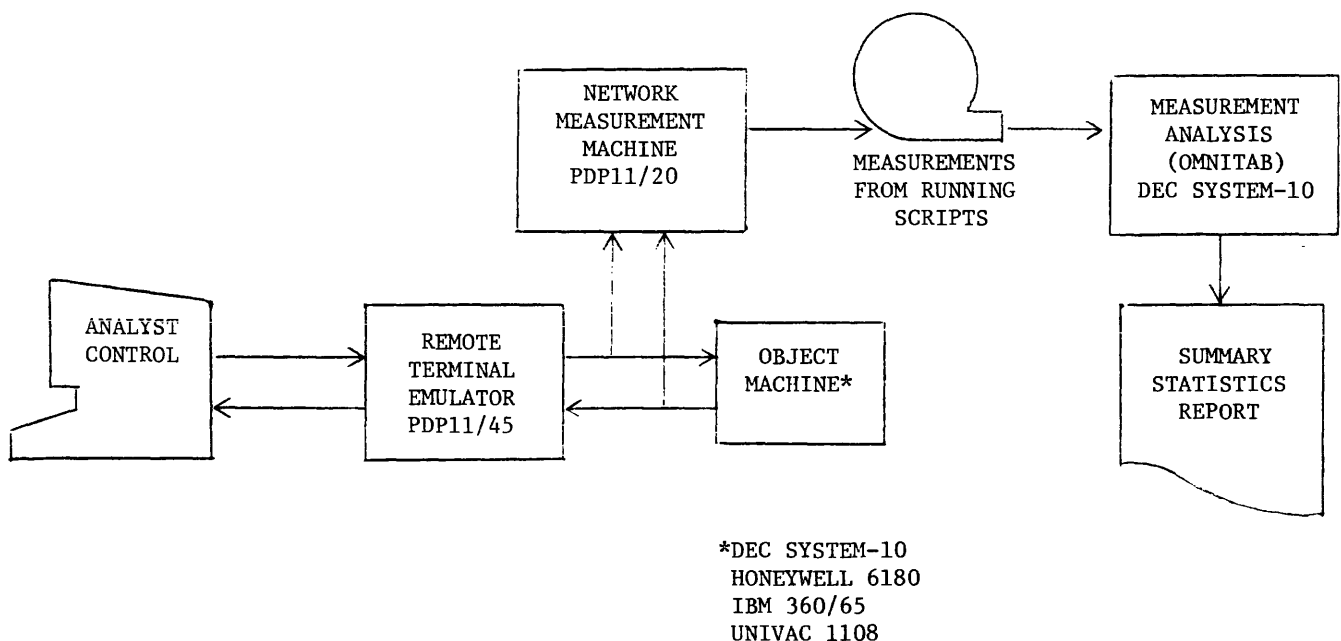 NETWORK
MEASUREMENT
MACHINE
PDP11/20
MEASUREMENTS
FROM RUNNING
SCRIPTS
MEASUREMENT
ANALYSIS
(OMNITAB)
DEC SYSTEM-10
ANALYST
CONTROL
REMOTE
TERMINAL
EMULATOR
PDP11/45
OBJECT
MACHINE*
SUMMARY
STATISTICS
REPORT
*DEC SYSTEM-10
HONEYWELL 6180
IBM 360/65
UNIVAC 1108